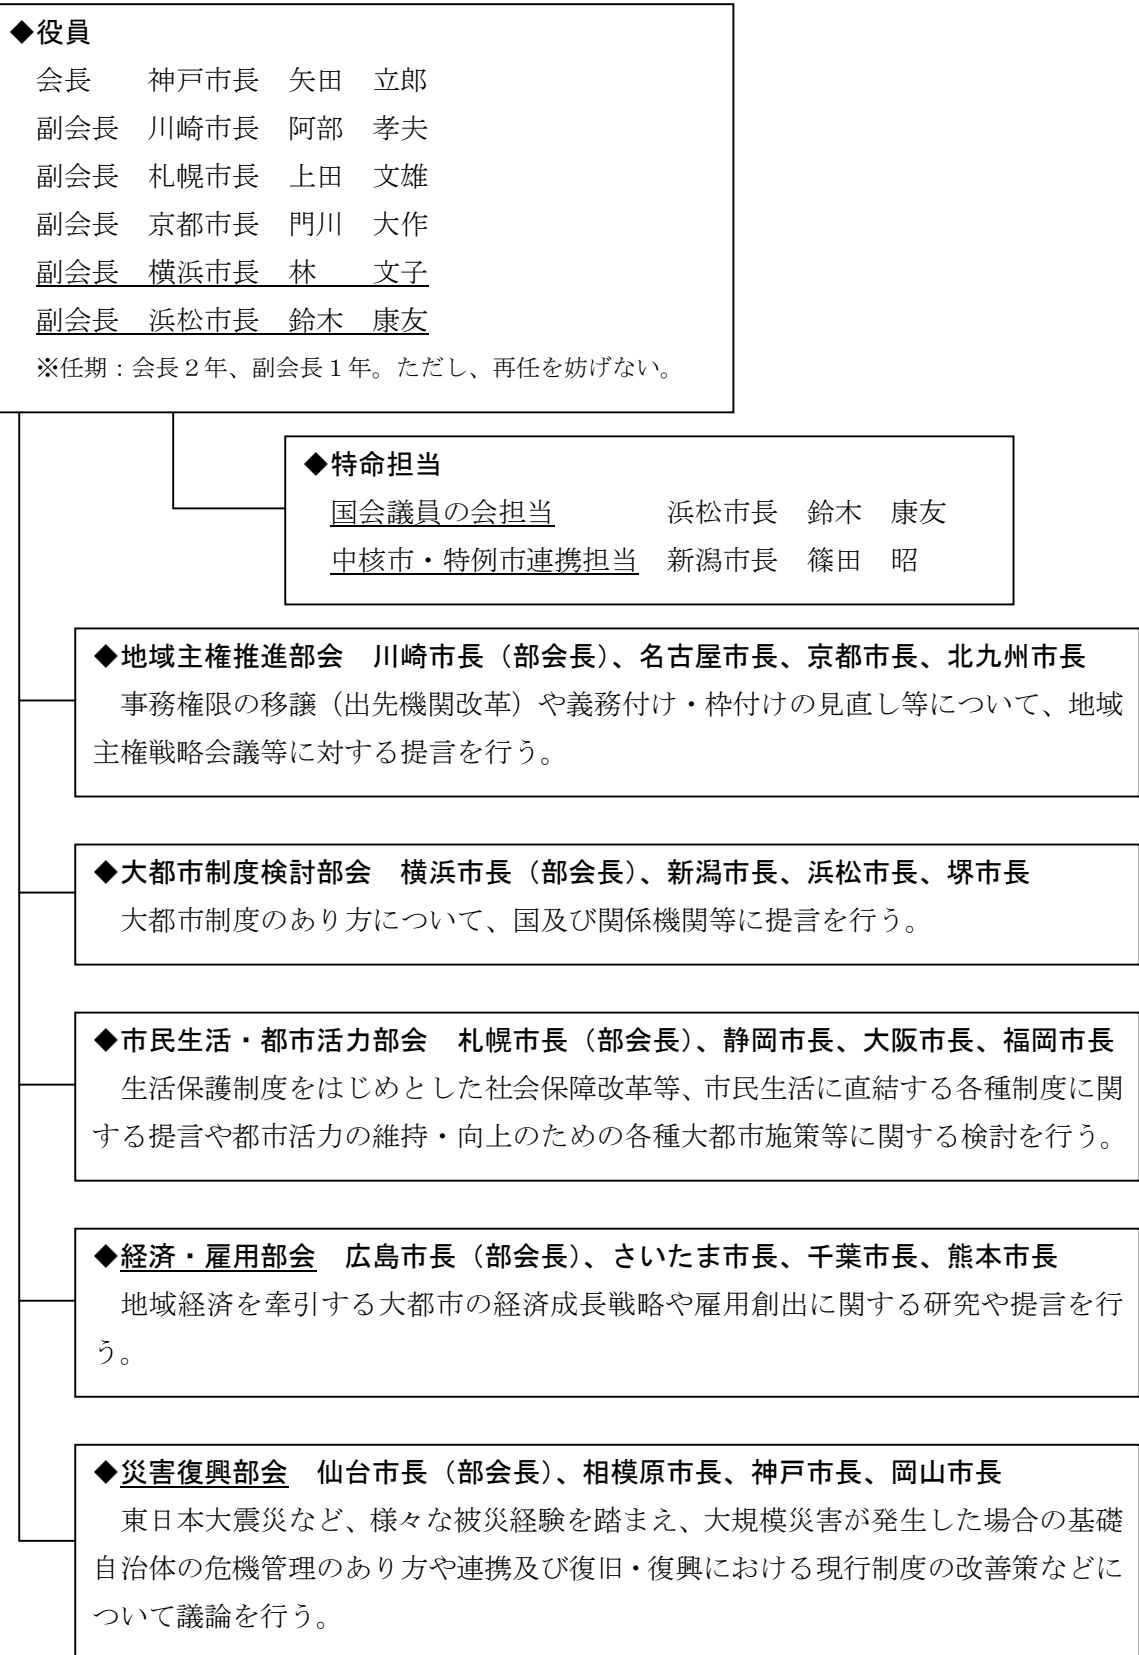 ◆役員
会長　　神戸市長　矢田　立郎
副会長　川崎市長　阿部　孝夫
副会長　札幌市長　上田　文雄
副会長　京都市長　門川　大作
副会長　横浜市長　林　　文子
副会長　浜松市長　鈴木　康友
※任期：会長２年、副会長１年。ただし、再任を妨げない。
◆特命担当
国会議員の会担当　　　　浜松市長　鈴木　康友
中核市・特例市連携担当　新潟市長　篠田　昭
◆地域主権推進部会　川崎市長（部会長）、名古屋市長、京都市長、北九州市長
事務権限の移譲（出先機関改革）や義務付け・枠付けの見直し等について、地域
主権戦略会議等に対する提言を行う。
◆大都市制度検討部会　横浜市長（部会長）、新潟市長、浜松市長、堺市長
大都市制度のあり方について、国及び関係機関等に提言を行う。
◆市民生活・都市活力部会　札幌市長（部会長）、静岡市長、大阪市長、福岡市長
生活保護制度をはじめとした社会保障改革等、市民生活に直結する各種制度に関
する提言や都市活力の維持・向上のための各種大都市施策等に関する検討を行う。
◆経済・雇用部会　広島市長（部会長）、さいたま市長、千葉市長、熊本市長
地域経済を牽引する大都市の経済成長戦略や雇用創出に関する研究や提言を行
う。
◆災害復興部会　仙台市長（部会長）、相模原市長、神戸市長、岡山市長
東日本大震災など、様々な被災経験を踏まえ、大規模災害が発生した場合の基礎
自治体の危機管理のあり方や連携及び復旧・復興における現行制度の改善策などに
ついて議論を行う。